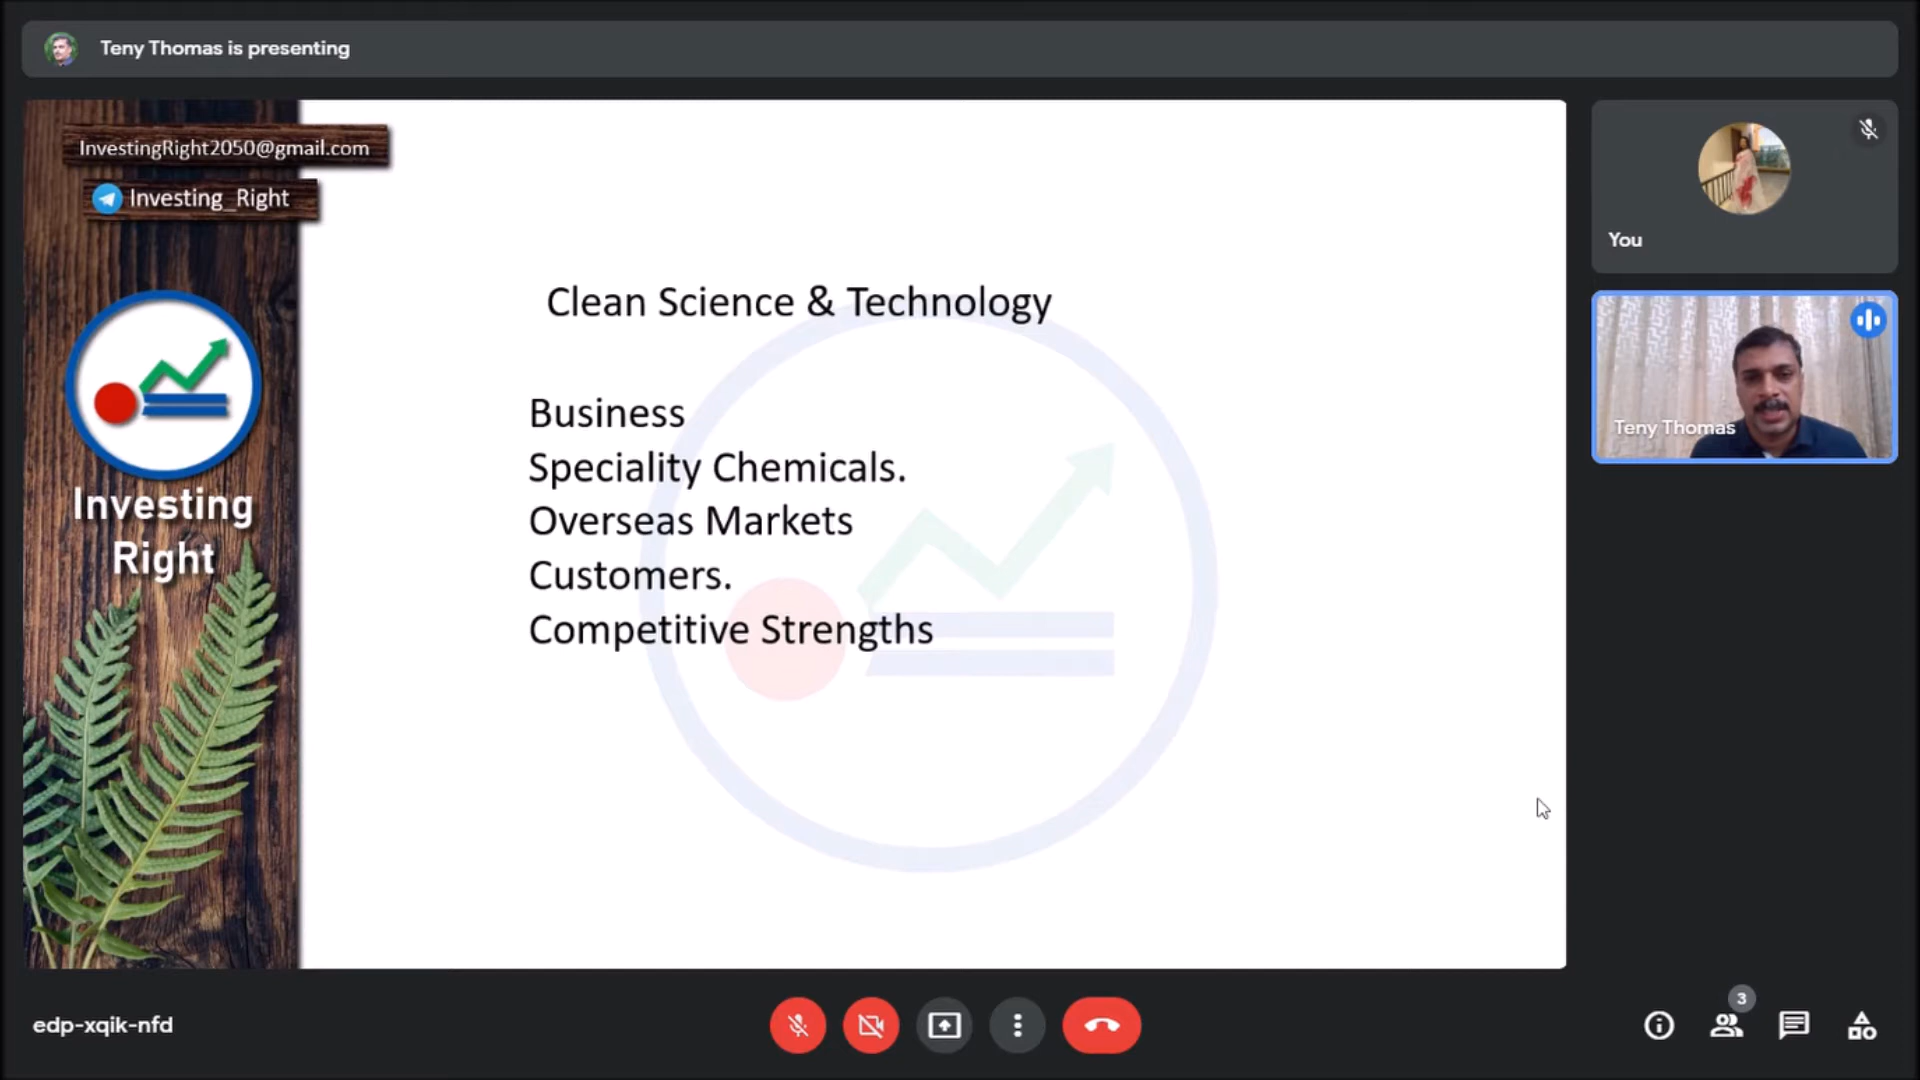 Teny Thomas is presenting
InvestingRight2050@gmail.com
Investing_Right
Investing
Right
Clean Science & Technology
Business
Speciality Chemicals.
Overseas Markets
Customers.
Competitive Strengths
You
Teny Thomas
edp-xqik-nfd
3